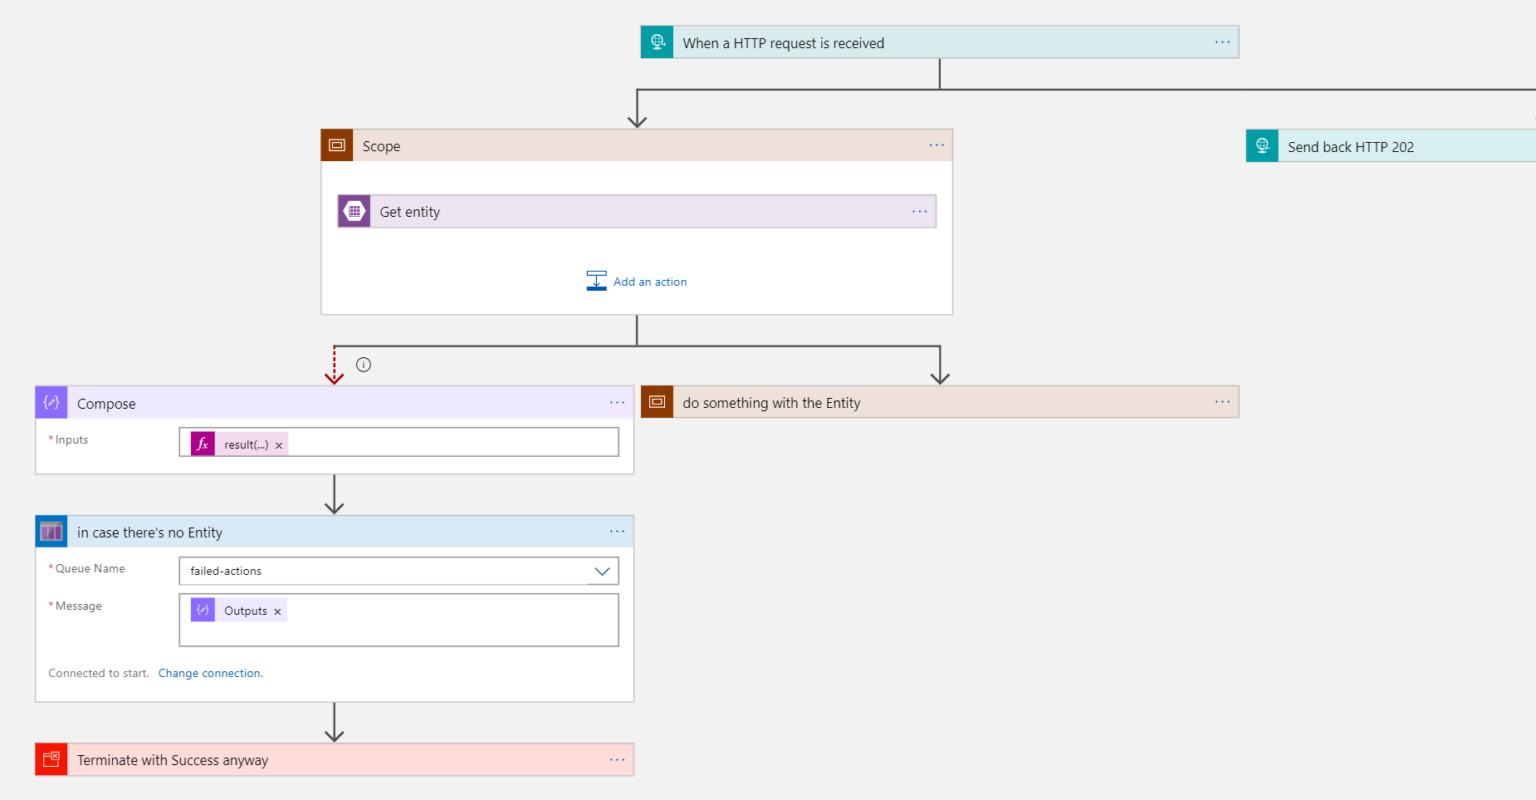 When a HTTP request is received
Scope
Send back HTTP 202
Get entity
Add an action
Compose
do something with the Entity
* Inputs
fx result(...) ×
in case there's no Entity
* Queue Name
failed-actions
* Message
Outputs ×
Connected to start. Change connection.
Terminate with Success anyway